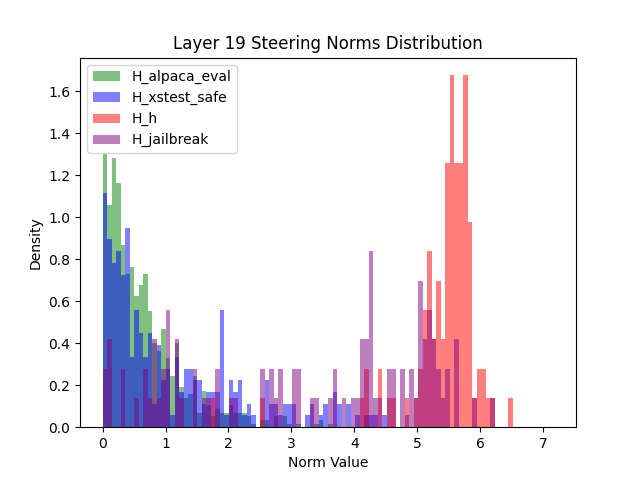 Layer 19 Steering Norms Distribution
H_alpaca_eval
H_xstest_safe
H_h
H_jailbreak
Density
1.6
1.4
1.2
1.0
0.8
0.6
0.4
0.2
0.0
0 1 2 3 4 5 6 7
Norm Value